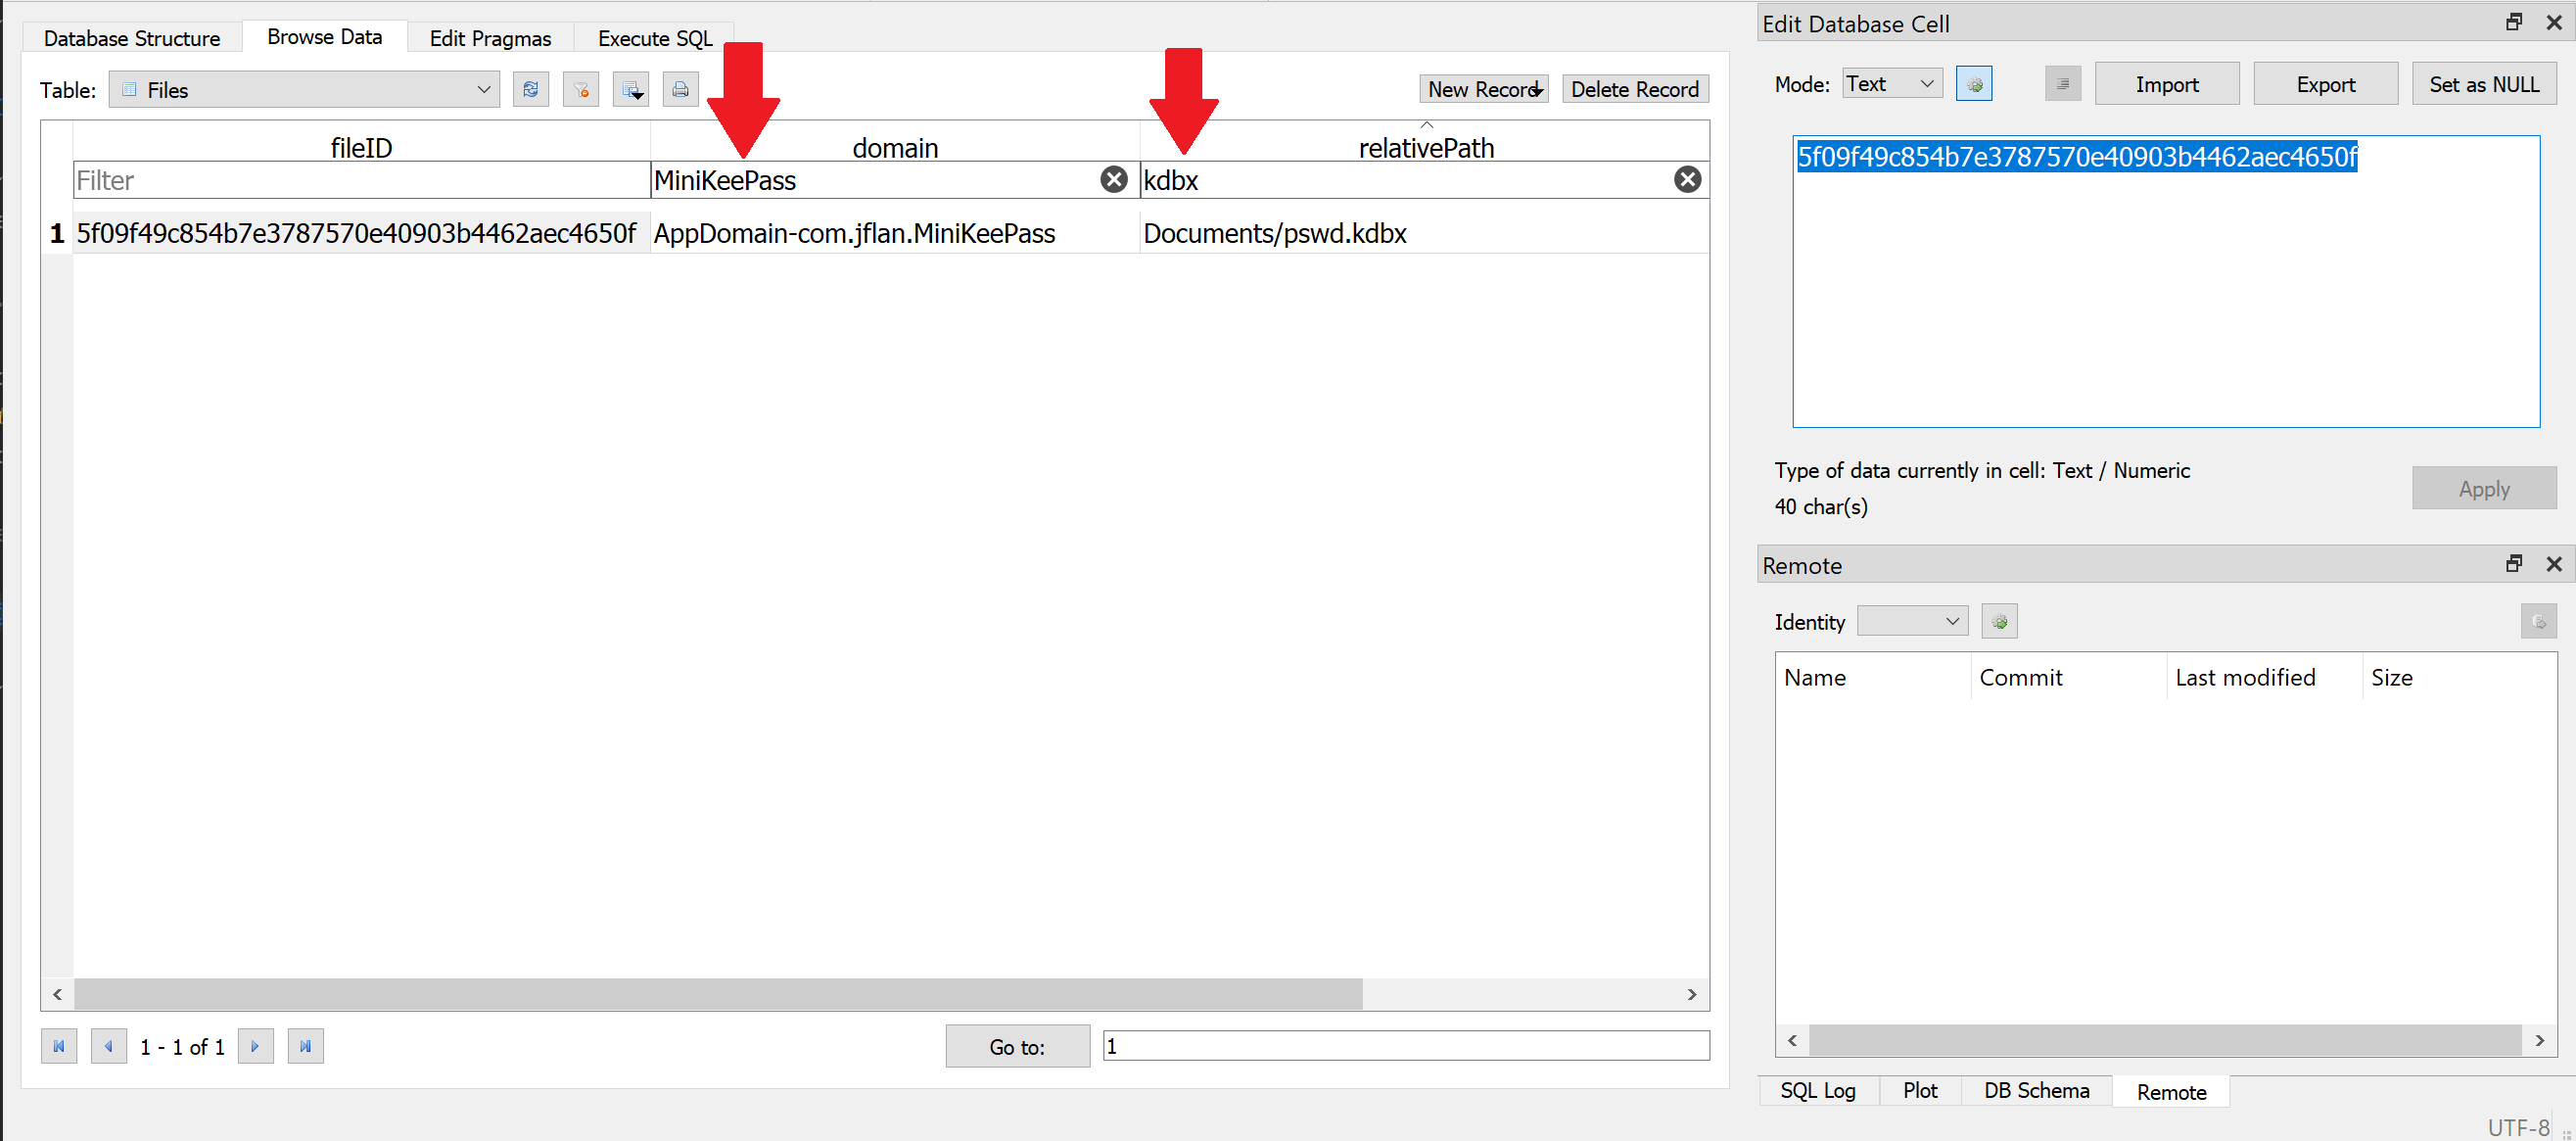 Database Structure Browse Data Edit Pragmas Execute SQL
Table: Files New Record Delete Record
fileID domain relativePath
Filter MiniKeePass kdbx
1 5f09f49c854b7e3787570e40903b4462aec4650f AppDomain-com.jflan.MiniKeePass Documents/pswd.kdbx
1 - 1 of 1 Go to: 1
Edit Database Cell
Mode: Text Import Export Set as NULL
5f09f49c854b7e3787570e40903b4462aec4650f
Type of data currently in cell: Text / Numeric
40 char(s)
Apply
Remote
Identity
Name Commit Last modified Size
SQL Log Plot DB Schema Remote
UTF-8